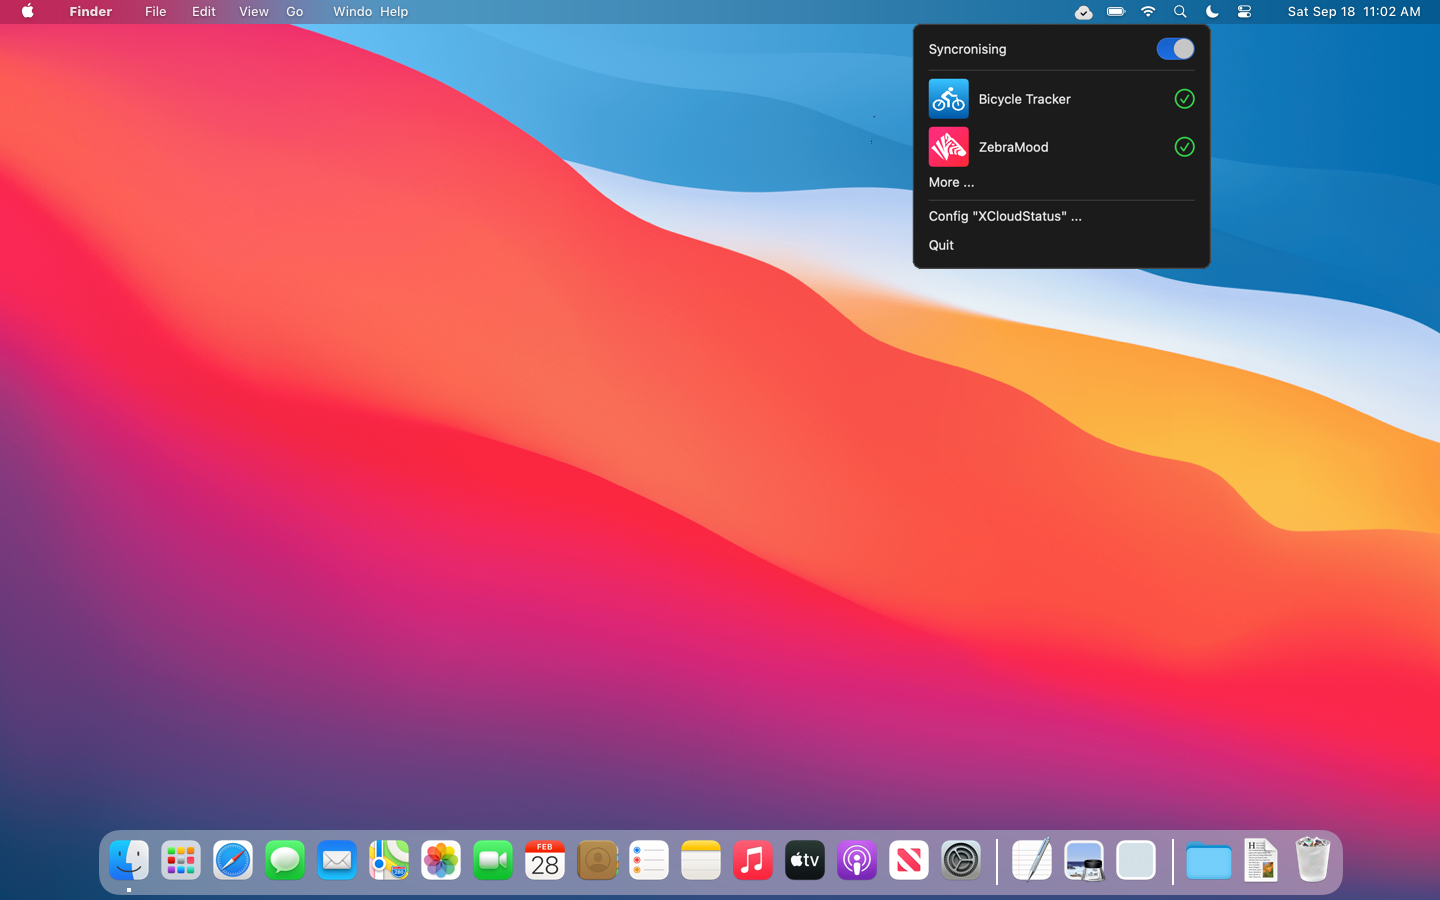 Finder File Edit View Go Windo Help Sat Sep 18 11:02 AM
Syncronising
Bicycle Tracker
ZebraMood
More ...
Config "XCloudStatus" ...
Quit
FEB
28
tv